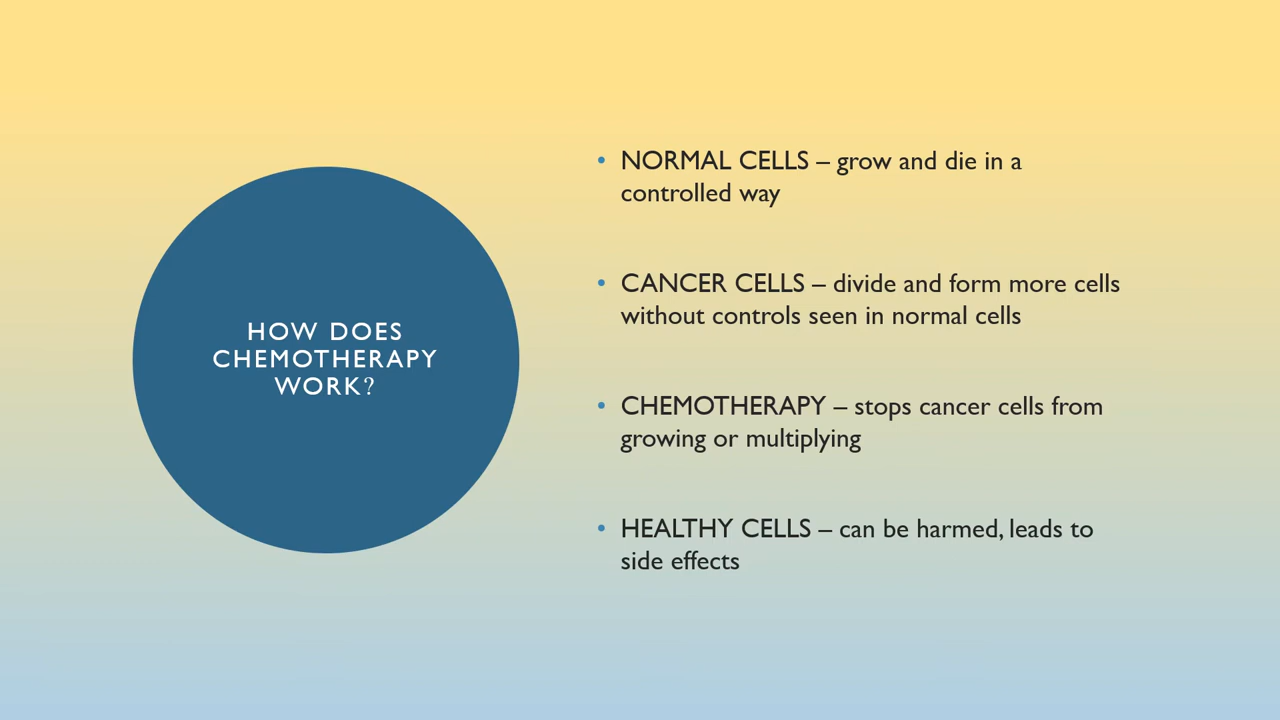 HOW DOES
CHEMOTHERAPY
WORK?
• NORMAL CELLS – grow and die in a
controlled way
• CANCER CELLS – divide and form more cells
without controls seen in normal cells
• CHEMOTHERAPY – stops cancer cells from
growing or multiplying
• HEALTHY CELLS – can be harmed, leads to
side effects